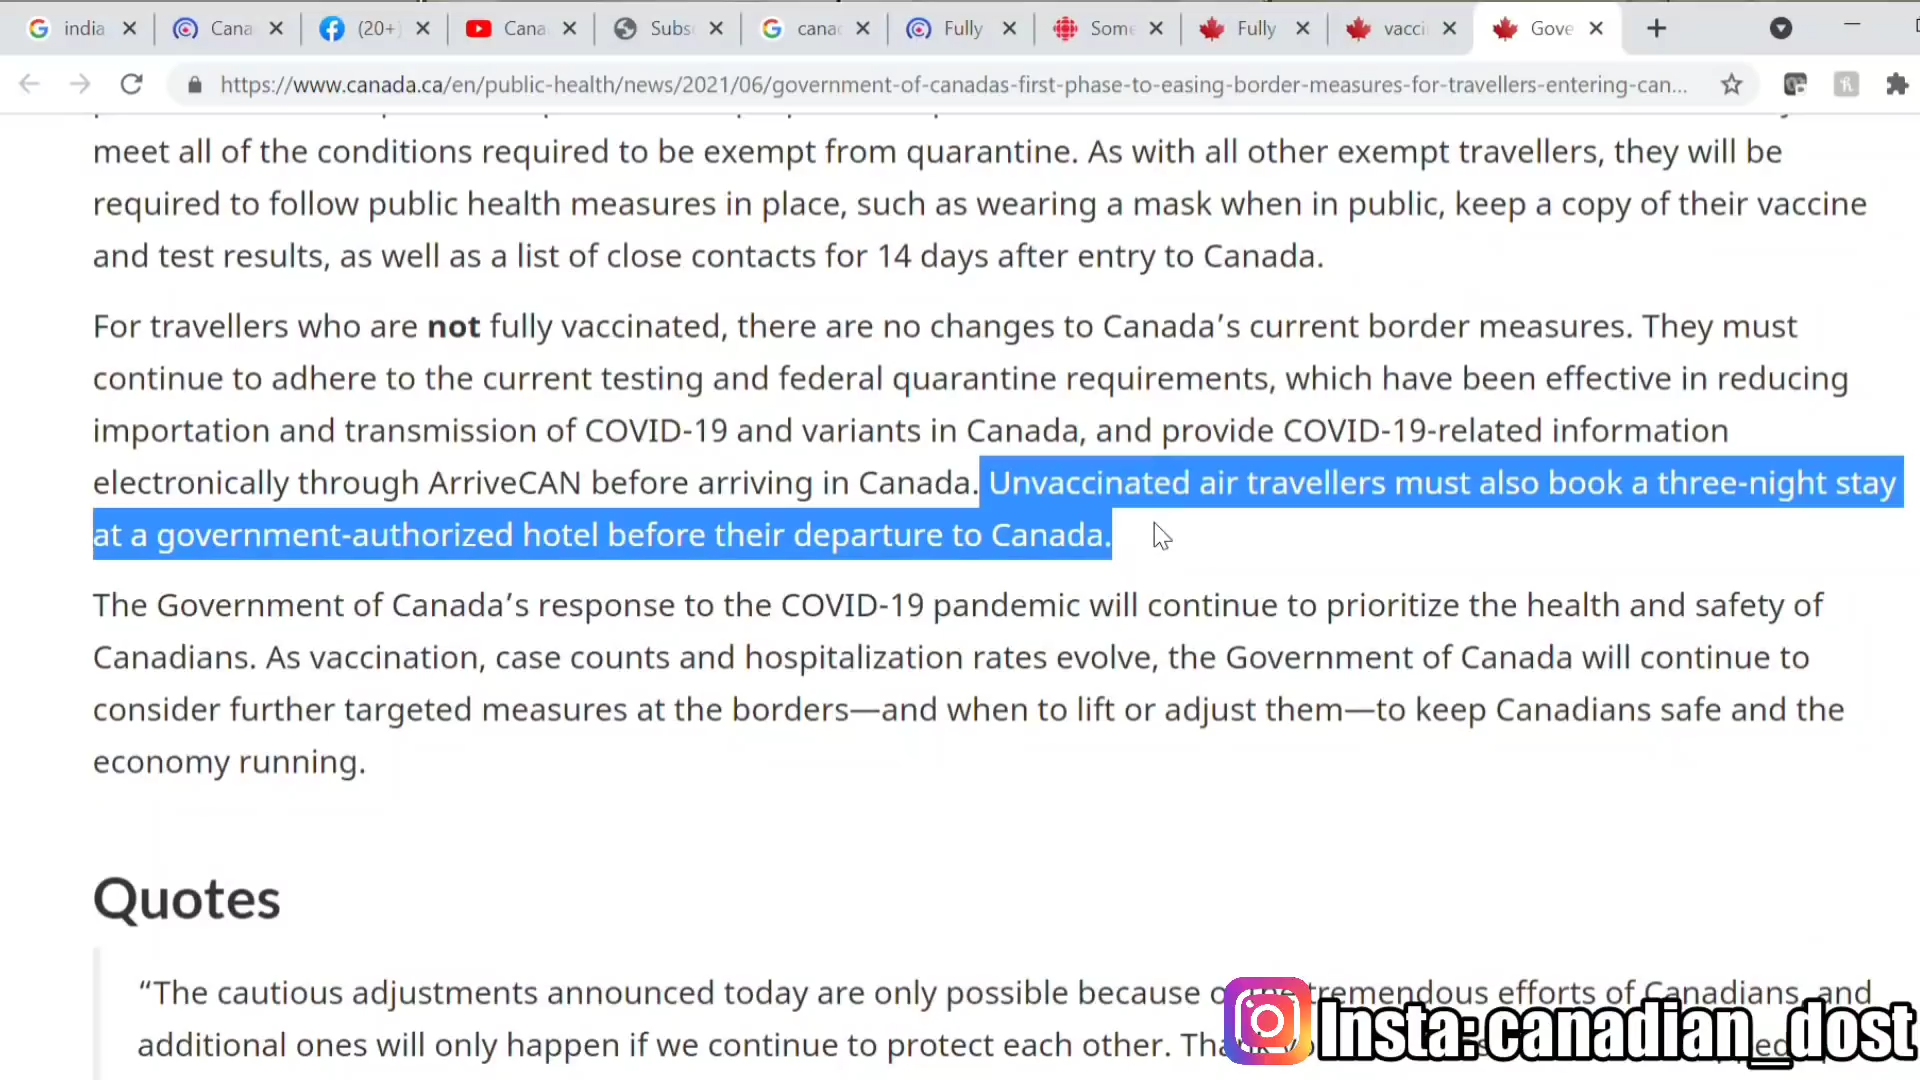 india
Cana
(20+)
Cana
Subs
canac
Fully
Some
Fully
vacci
Gove
https://www.canada.ca/en/public-health/news/2021/06/government-of-canadas-first-phase-to-easing-border-measures-for-travellers-entering-can...
meet all of the conditions required to be exempt from quarantine. As with all other exempt travellers, they will be
required to follow public health measures in place, such as wearing a mask when in public, keep a copy of their vaccine
and test results, as well as a list of close contacts for 14 days after entry to Canada.
For travellers who are not fully vaccinated, there are no changes to Canada’s current border measures. They must
continue to adhere to the current testing and federal quarantine requirements, which have been effective in reducing
importation and transmission of COVID-19 and variants in Canada, and provide COVID-19-related information
electronically through ArriveCAN before arriving in Canada. Unvaccinated air travellers must also book a three-night stay
at a government-authorized hotel before their departure to Canada.
The Government of Canada’s response to the COVID-19 pandemic will continue to prioritize the health and safety of
Canadians. As vaccination, case counts and hospitalization rates evolve, the Government of Canada will continue to
consider further targeted measures at the borders—and when to lift or adjust them—to keep Canadians safe and the
economy running.
Quotes
“The cautious adjustments announced today are only possible because of the tremendous efforts of Canadians, and
additional ones will only happen if we continue to protect each other.
Insta:canadian_dost